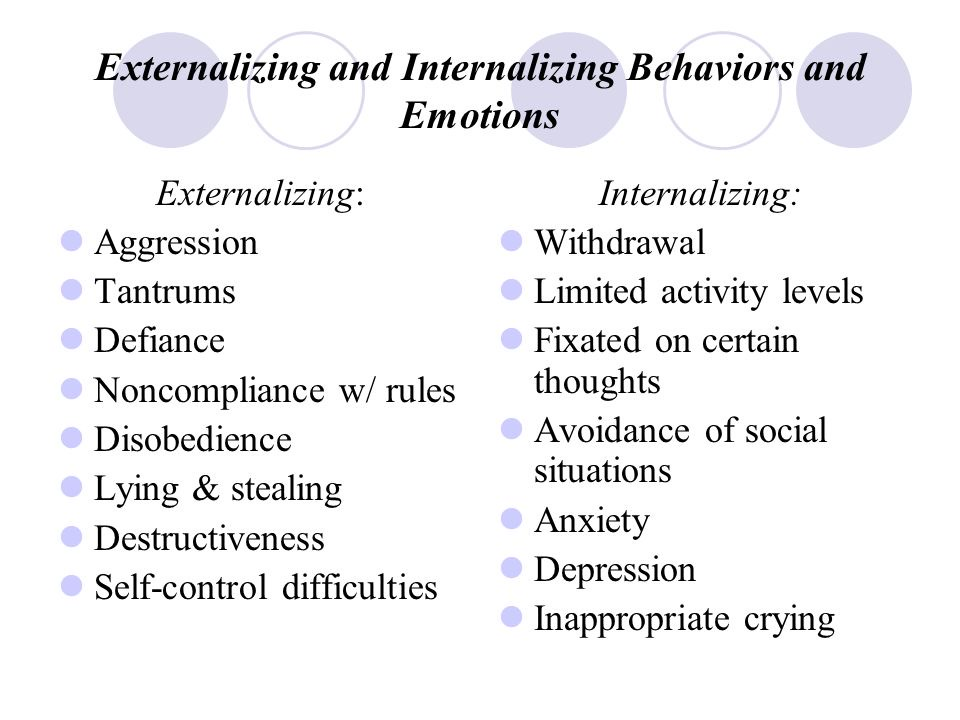 Externalizing and Internalizing Behaviors and
Emotions
Externalizing:
Aggression
Tantrums
Defiance
Noncompliance w/ rules
Disobedience
Lying & stealing
Destructiveness
Self-control difficulties
Internalizing:
Withdrawal
Limited activity levels
Fixated on certain
thoughts
Avoidance of social
situations
Anxiety
Depression
Inappropriate crying